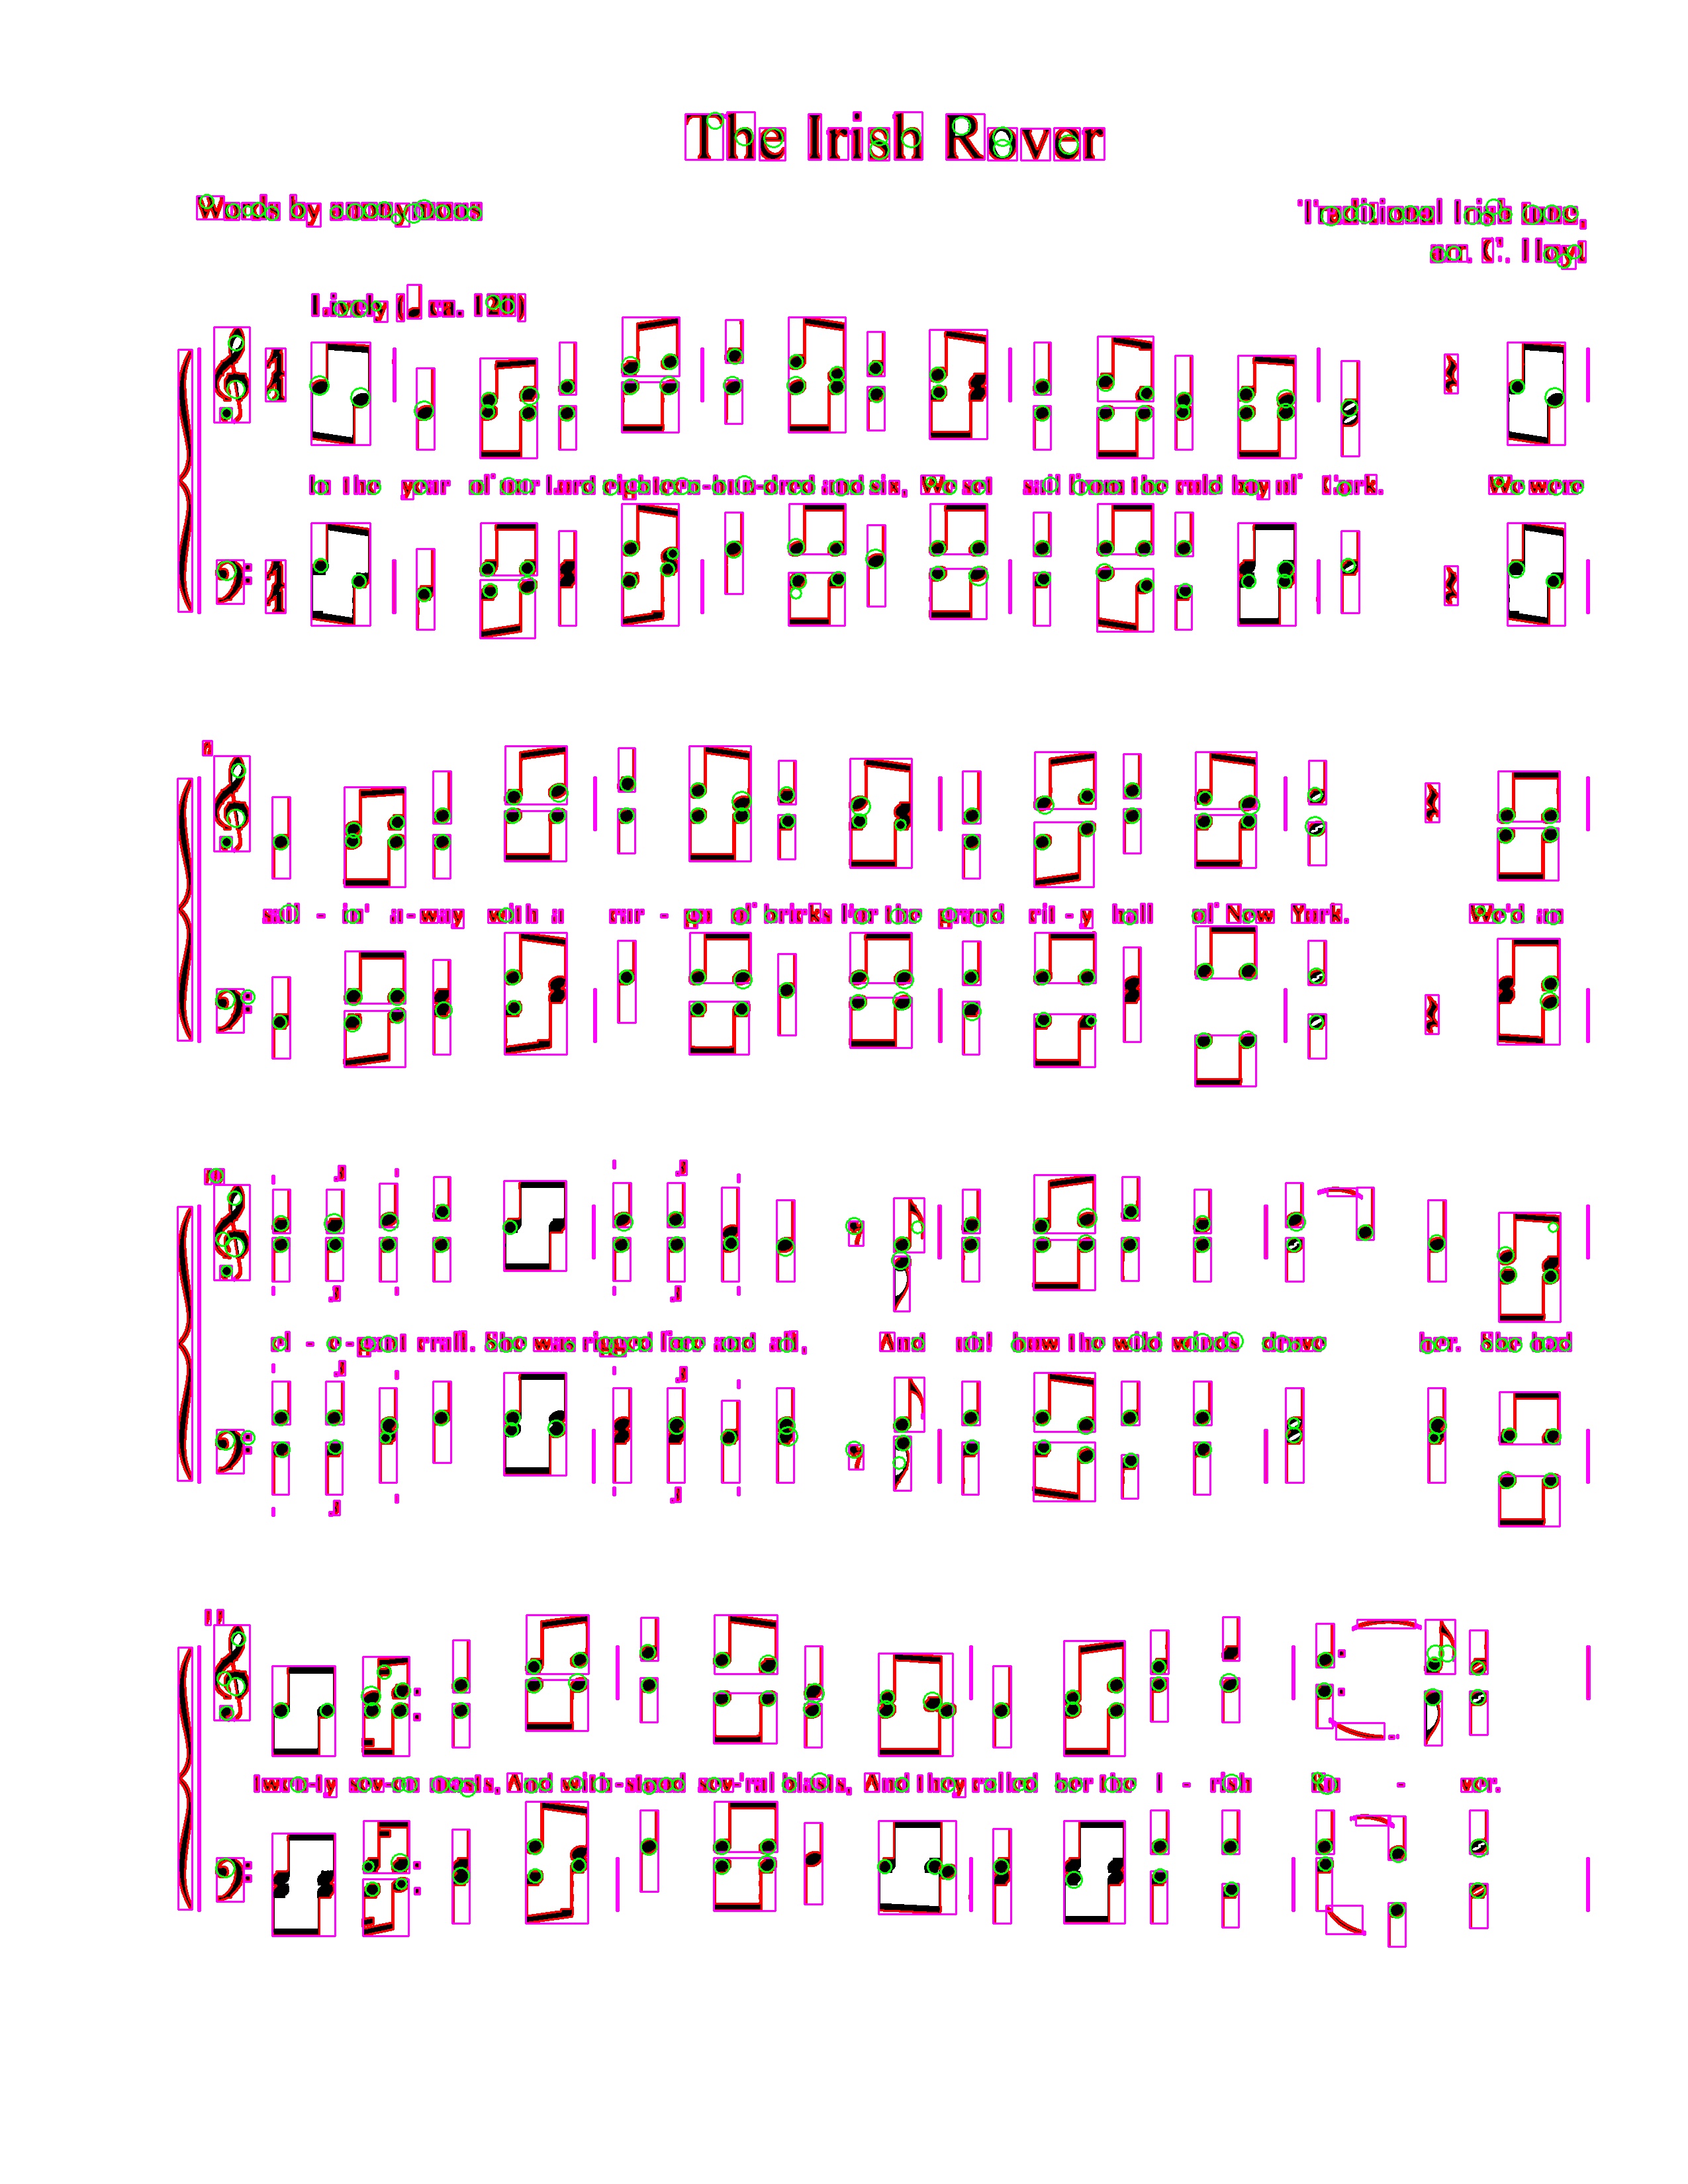 The Irish Rover
Words by anonymous
Traditional Irish tune,
arr. C. Lloyd
Lively (♩ ca. 120)
In the year of our Lord eighteen-hun-dred and six, We set sail from the cold bay of Cork. We were
sail - in' a-way with a car - go of bricks For the grand cit - y hall of New York. We'd an
el - e-gant craft. She was rigged fore and aft, And oh! how the wild winds drove her. She had
twen-ty sev-en masts, And with-stood sev-'ral blasts, And they called her the I - rish Ro - ver.